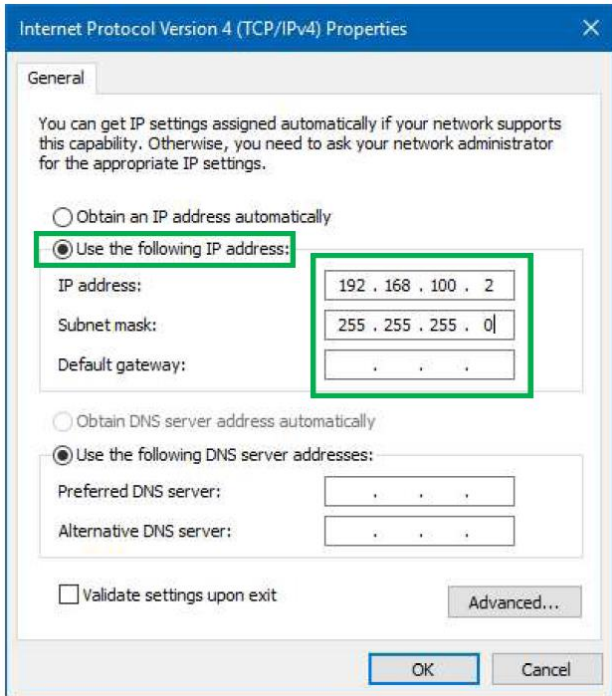 Internet Protocol Version 4 (TCP/IPv4) Properties
General
You can get IP settings assigned automatically if your network supports
this capability. Otherwise, you need to ask your network administrator
for the appropriate IP settings.
Obtain an IP address automatically
Use the following IP address:
IP address: 192 . 168 . 100 . 2
Subnet mask: 255 . 255 . 255 . 0
Default gateway: . . .
Obtain DNS server address automatically
Use the following DNS server addresses:
Preferred DNS server: . . .
Alternative DNS server: . . .
Validate settings upon exit
Advanced...
OK Cancel